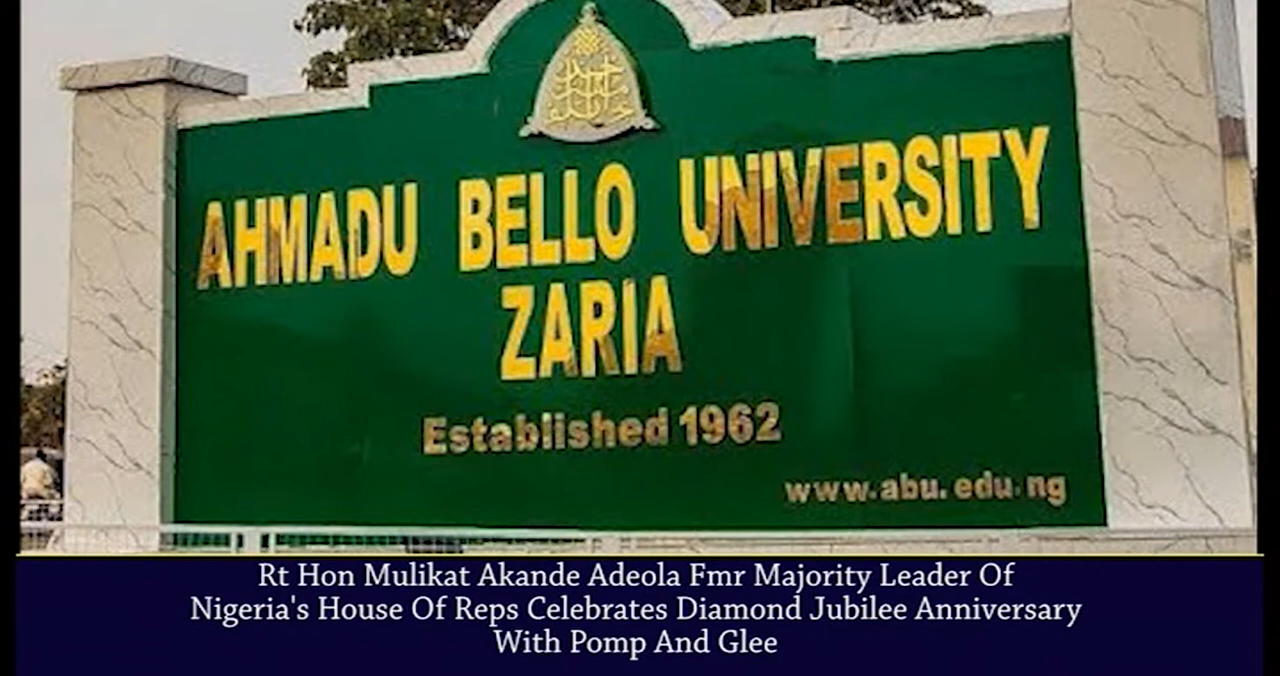 AHMADU BELLO UNIVERSITY
ZARIA
Established 1962
www.abu.edu.ng
Rt Hon Mulikat Akande Adeola Fmr Majority Leader Of
Nigeria's House Of Reps Celebrates Diamond Jubilee Anniversary
With Pomp And Glee